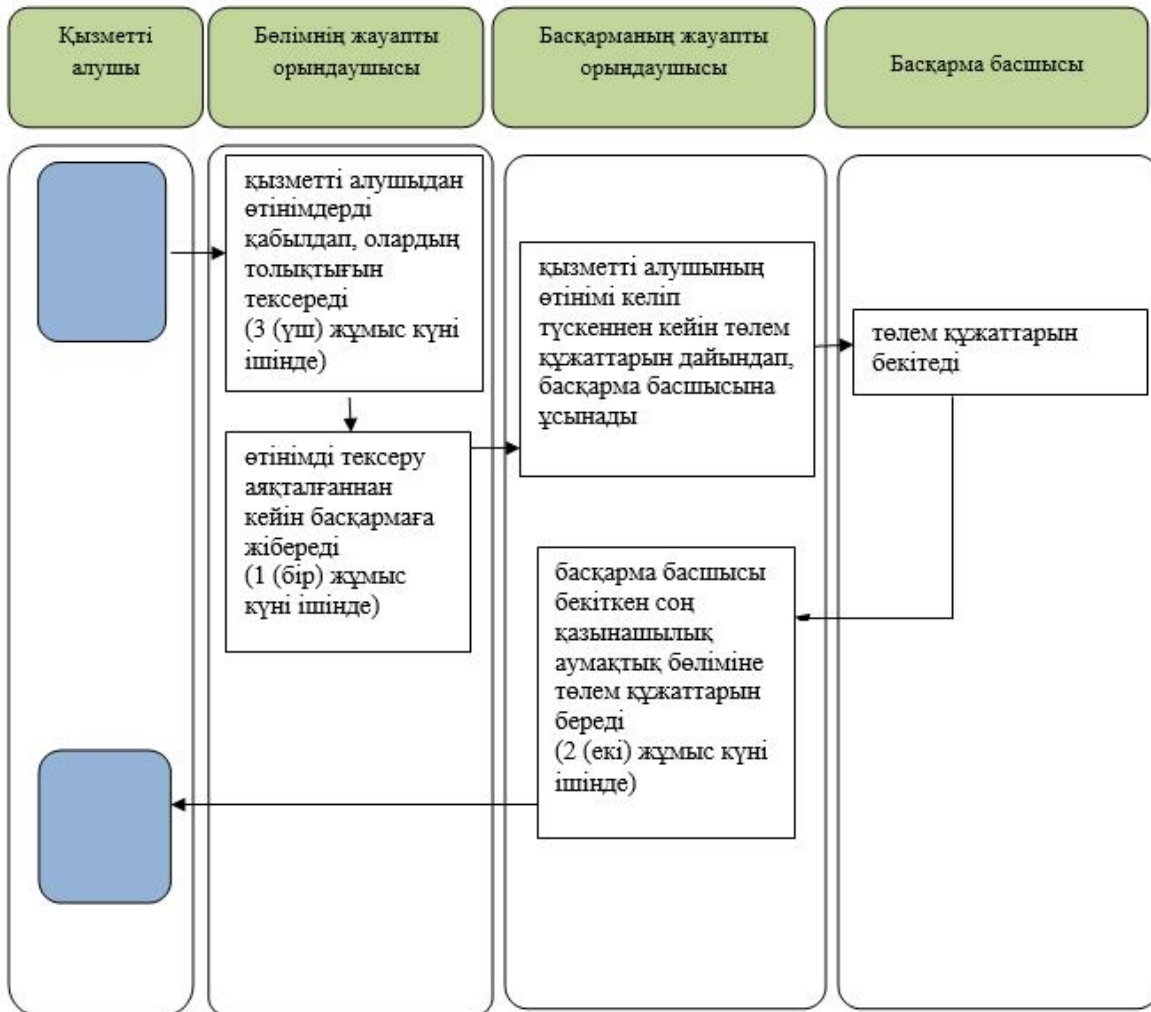 Қызметті
алушы
Бөлімнің жауапты
орындаушысы
Басқарманың жауапты
орындаушысы
Басқарма басшысы
қызметті алушыдан
өтінімдерді
қабылдап, олардың
толықтығын
тексереді
(3 (үш) жұмыс күні
ішінде)
өтінімді тексеру
аяқталғаннан
кейін басқармаға
жібереді
(1 (бір) жұмыс
күні ішінде)
қызметті алушының
өтінімі келіп
түскеннен кейін төлем
құжаттарын дайындап,
басқарма басшысына
ұсынады
төлем құжаттарын
бекітеді
басқарма басшысы
бекіткен соң
қазынашылық
аумақтық бөліміне
төлем құжаттарын
береді
(2 (екі) жұмыс күні
ішінде)